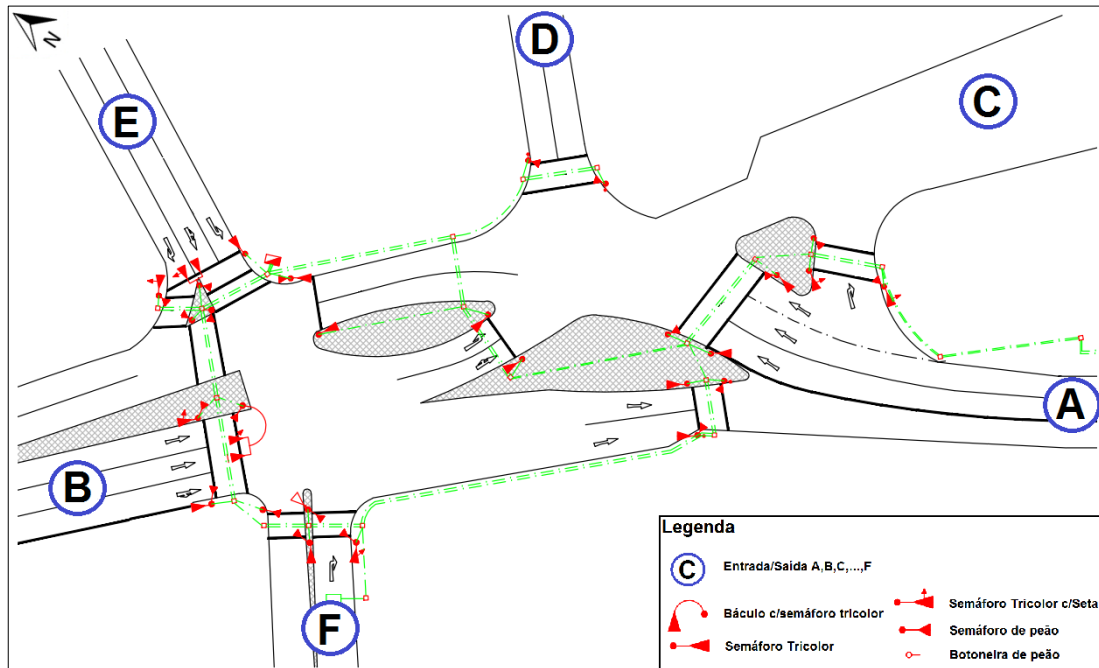 N
D
C
E
A
B
F
Legenda
C Entrada/Saida A,B,C,...,F
Báculo c/semáforo tricolor
Semáforo Tricolor
Semáforo Tricolor c/Seta
Semáforo de peão
Botoneira de peão